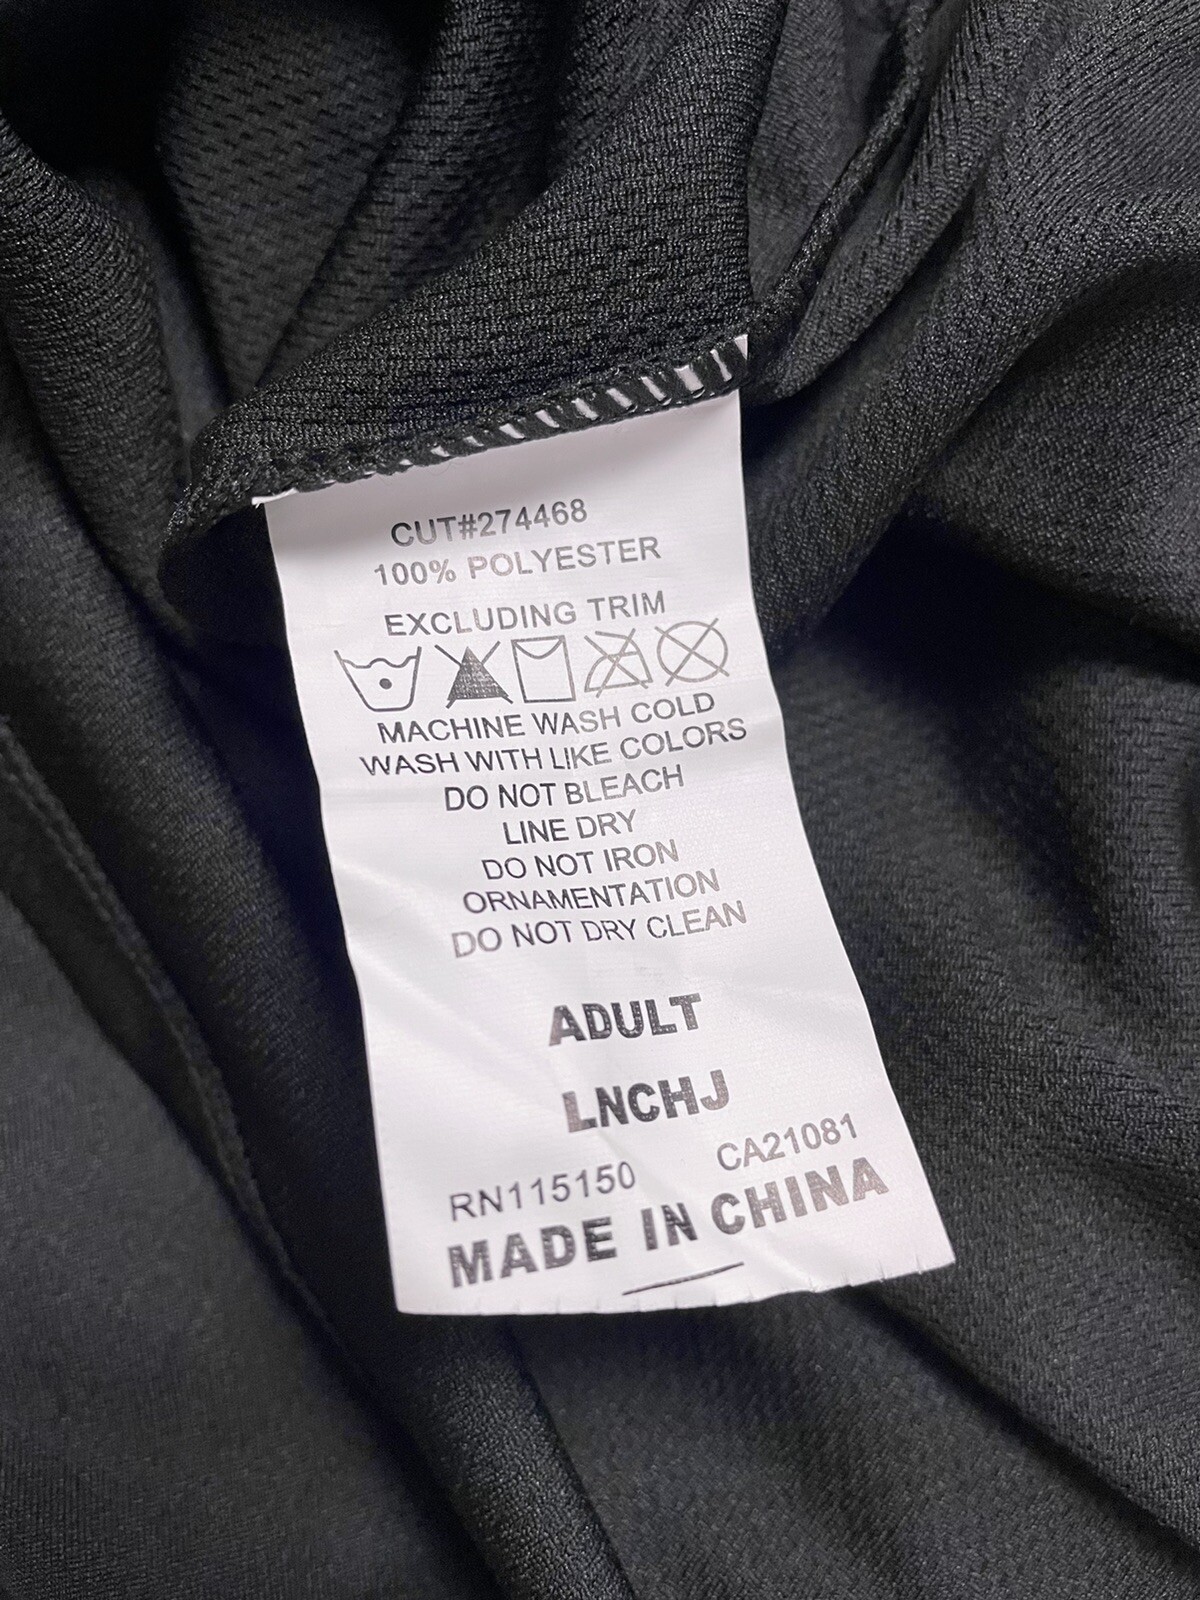 CUT#274468
100% POLYESTER
EXCLUDING TRIM
MACHINE WASH COLD
WASH WITH LIKE COLORS
DO NOT BLEACH
LINE DRY
DO NOT IRON
ORNAMENTATION
DO NOT DRY CLEAN
ADULT
LNCHJ
RN115150 CA21081
MADE IN CHINA